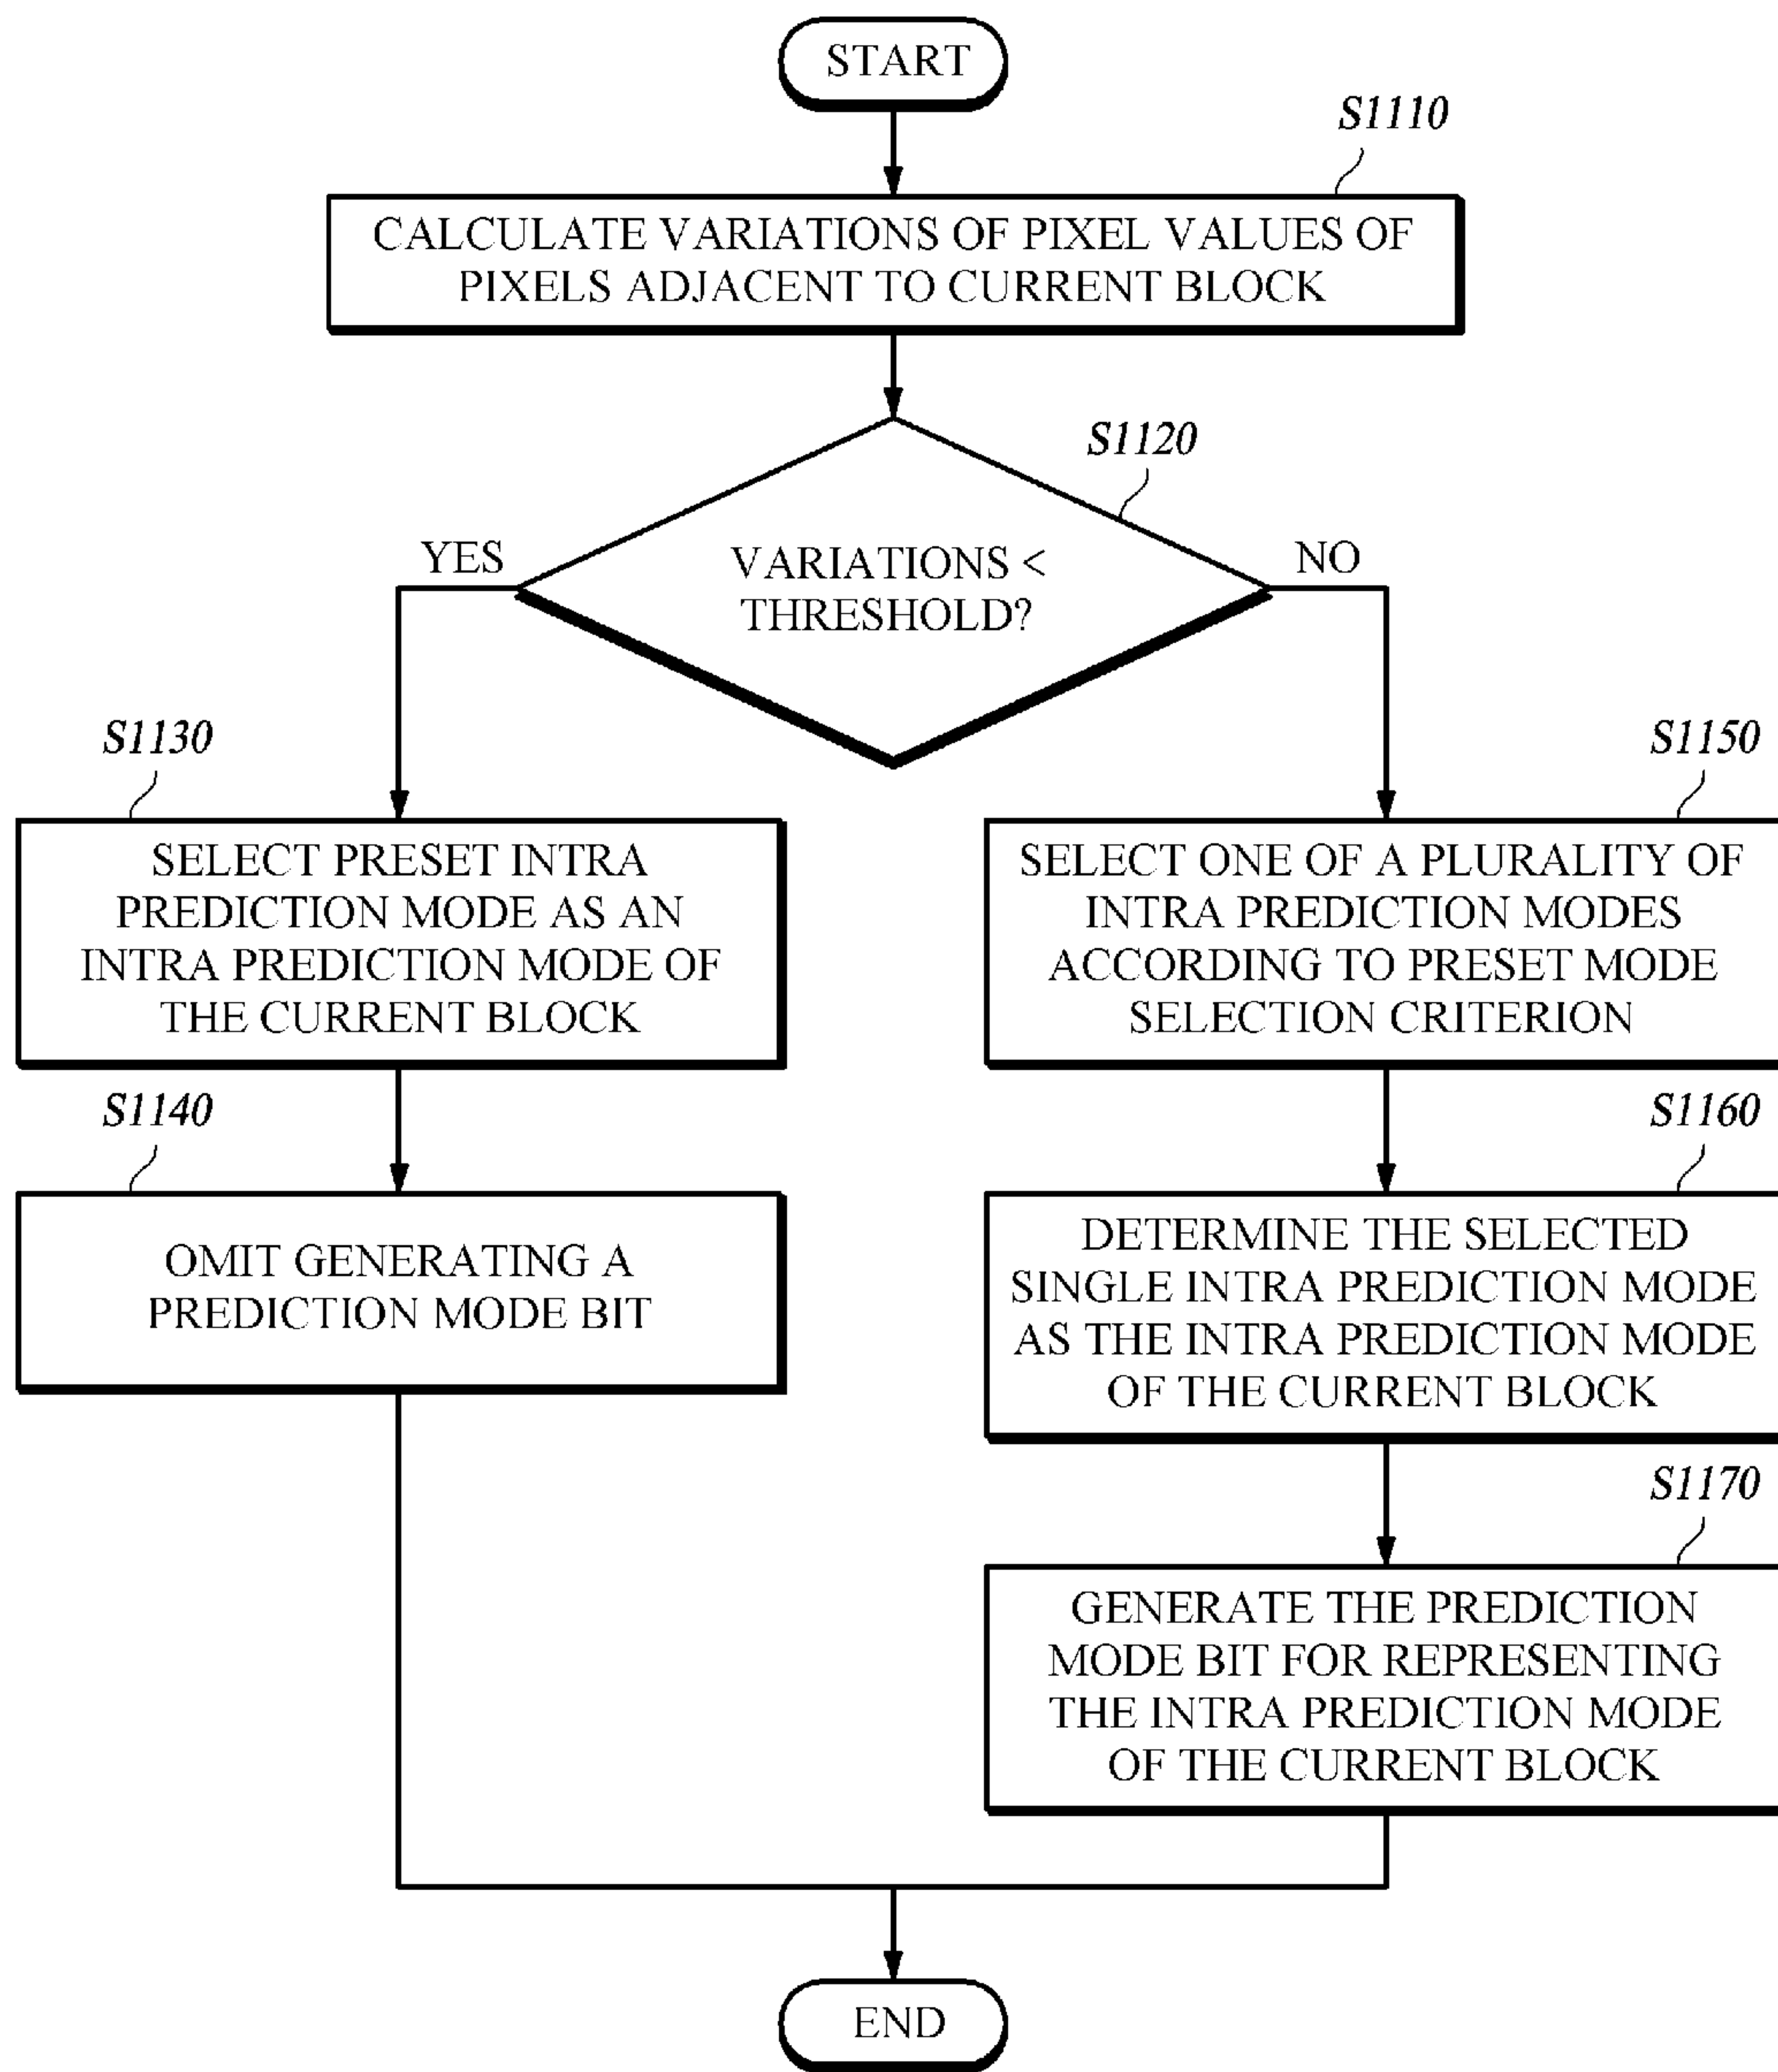 START
S1110
CALCULATE VARIATIONS OF PIXEL VALUES OF
PIXELS ADJACENT TO CURRENT BLOCK
S1120
YES
VARIATIONS <
THRESHOLD?
NO
S1130
SELECT PRESET INTRA
PREDICTION MODE AS AN
INTRA PREDICTION MODE OF
THE CURRENT BLOCK
S1140
OMIT GENERATING A
PREDICTION MODE BIT
S1150
SELECT ONE OF A PLURALITY OF
INTRA PREDICTION MODES
ACCORDING TO PRESET MODE
SELECTION CRITERION
S1160
DETERMINE THE SELECTED
SINGLE INTRA PREDICTION MODE
AS THE INTRA PREDICTION MODE
OF THE CURRENT BLOCK
S1170
GENERATE THE PREDICTION
MODE BIT FOR REPRESENTING
THE INTRA PREDICTION MODE
OF THE CURRENT BLOCK
END